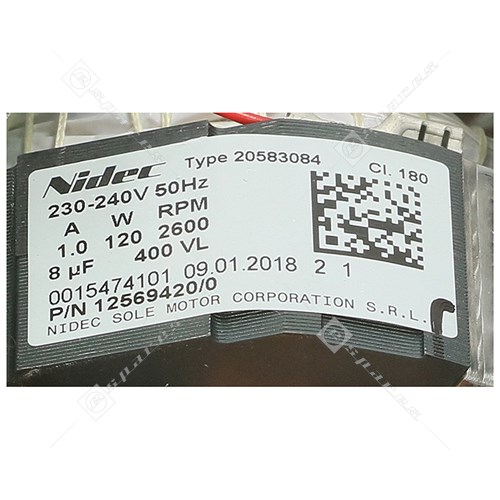 Nidec Type 20583084 Cl. 180
230-240V 50Hz
A W RPM
1.0 120 2600
8 µF 400 VL
0015474101 09.01.2018 2 1
P/N 12569420/0
NIDEC SOLE MOTOR CORPORATION S.R.L.